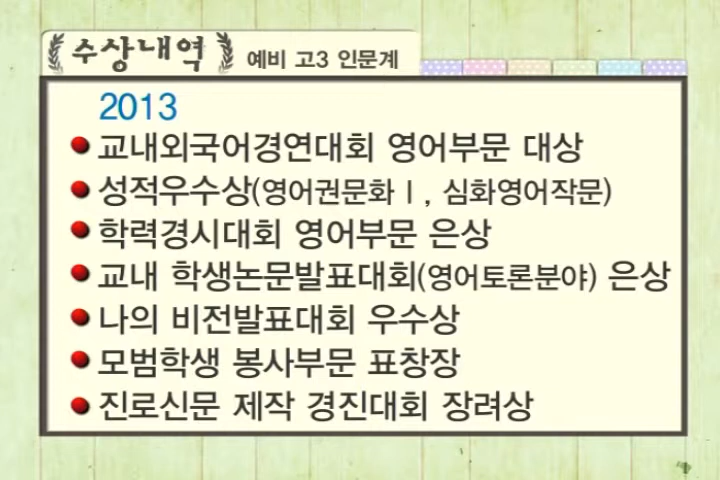 수상내역 예비 고3 인문계
2013
교내외국어경연대회 영어부문 대상
성적우수상(영어권문화Ⅰ, 심화영어작문)
학력경시대회 영어부문 은상
교내 학생논문발표대회(영어토론분야) 은상
나의 비전발표대회 우수상
모범학생 봉사부문 표창장
진로신문 제작 경진대회 장려상